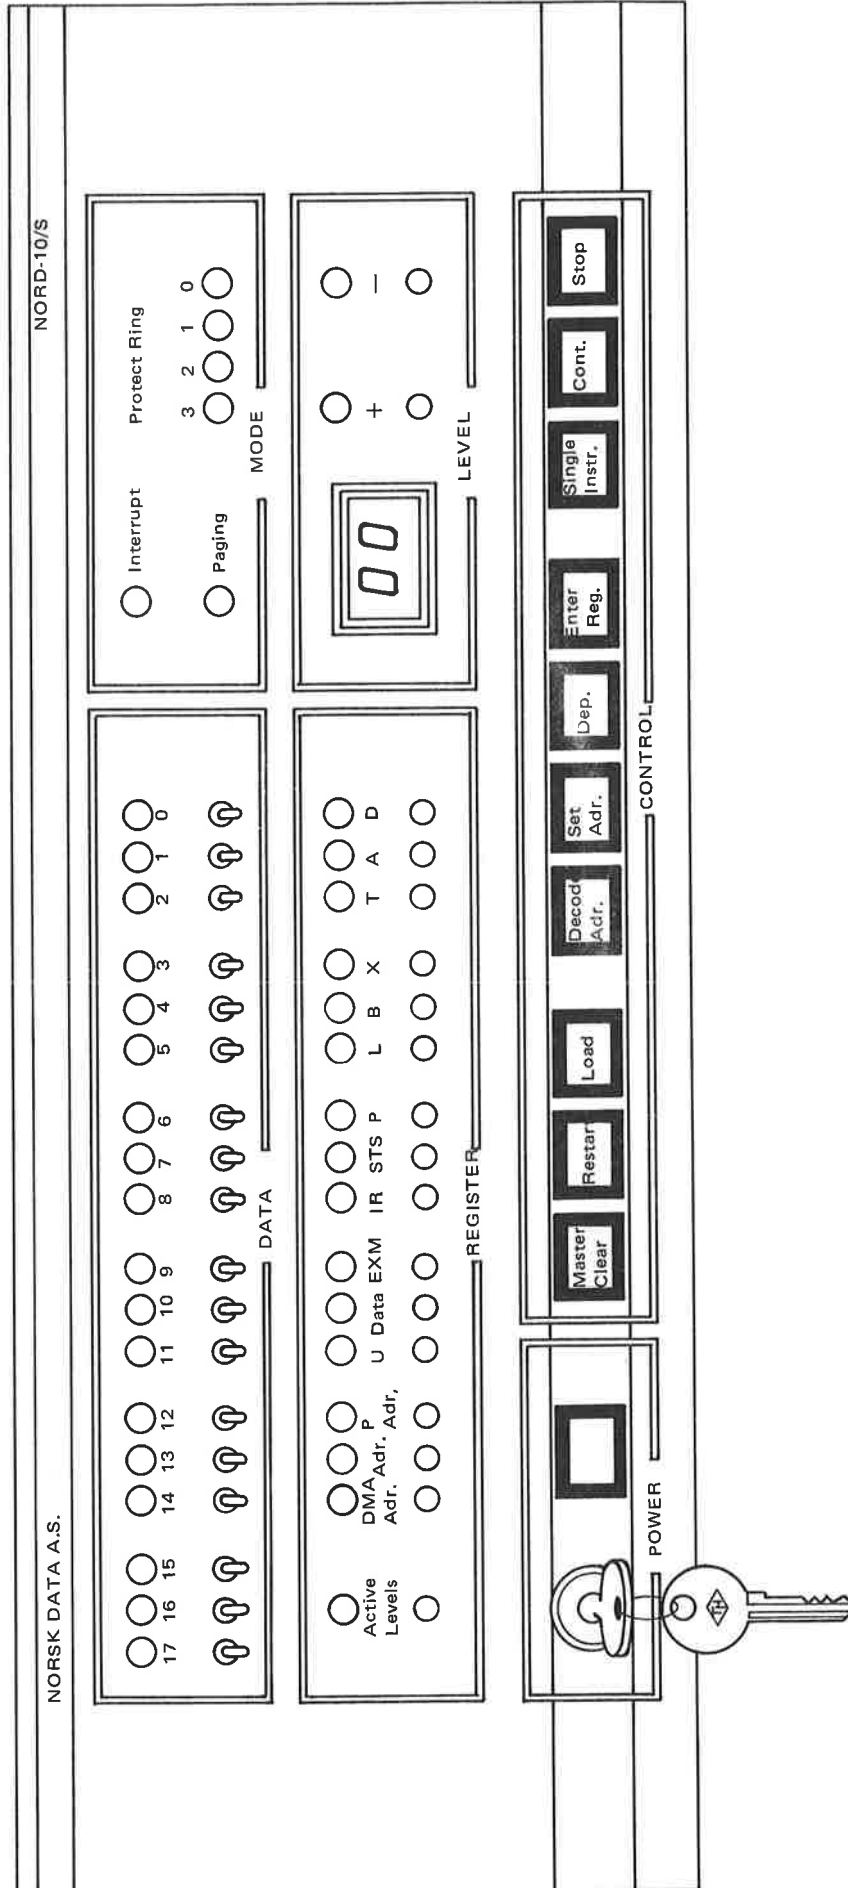 NORSK DATA A.S.
NORD-10/S
17 16 15 14 13 12 11 10 9 8 7 6 5 4 3 2 1 0
DATA
Interrupt
Protect Ring
3 2 1 0
Paging
MODE
Active Levels
DMA Adr.
Adr.
P Adr,
U Data EXM IR STS P L B X T A D
REGISTER
00
+ −
LEVEL
POWER
TH
Master
Clear
Restar
Load
Decod
Adr.
Set
Adr.
Dep.
Enter
Reg.
Single
Instr.
Cont.
Stop
CONTROL